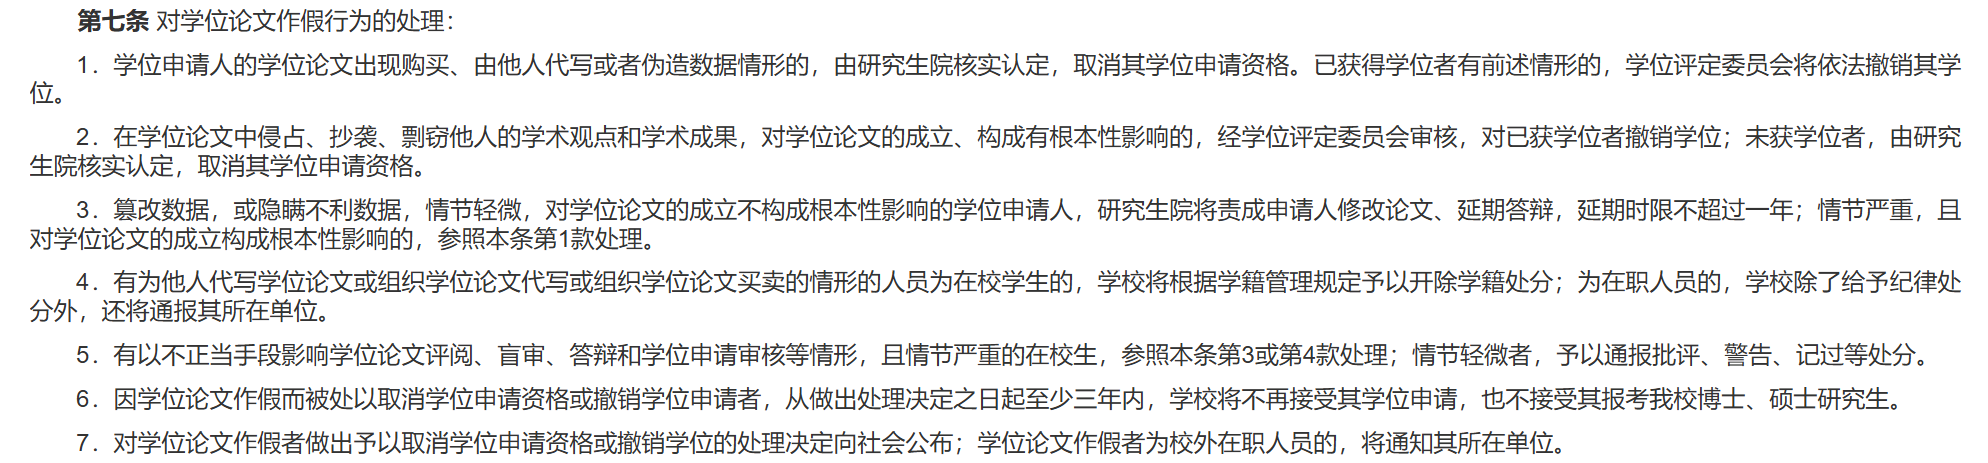 第七条 对学位论文作假行为的处理：
1．学位申请人的学位论文出现购买、由他人代写或者伪造数据情形的，由研究生院核实认定，取消其学位申请资格。已获得学位者有前述情形的，学位评定委员会将依法撤销其学
位。
2．在学位论文中侵占、抄袭、剽窃他人的学术观点和学术成果，对学位论文的成立、构成有根本性影响的，经学位评定委员会审核，对已获学位者撤销学位；未获学位者，由研究
生院核实认定，取消其学位申请资格。
3．篡改数据，或隐瞒不利数据，情节轻微，对学位论文的成立不构成根本性影响的学位申请人，研究生院将责成申请人修改论文、延期答辩，延期时限不超过一年；情节严重，且
对学位论文的成立构成根本性影响的，参照本条第1款处理。
4．有为他人代写学位论文或组织学位论文代写或组织学位论文买卖的情形的人员为在校学生的，学校将根据学籍管理规定予以开除学籍处分；为在职人员的，学校除了给予纪律处
分外，还将通报其所在单位。
5．有以不正当手段影响学位论文评阅、盲审、答辩和学位申请审核等情形，且情节严重的在校生，参照本条第3或第4款处理；情节轻微者，予以通报批评、警告、记过等处分。
6．因学位论文作假而被处以取消学位申请资格或撤销学位申请者，从做出处理决定之日起至少三年内，学校将不再接受其学位申请，也不接受其报考我校博士、硕士研究生。
7．对学位论文作假者做出予以取消学位申请资格或撤销学位的处理决定向社会公布；学位论文作假者为校外在职人员的，将通知其所在单位。